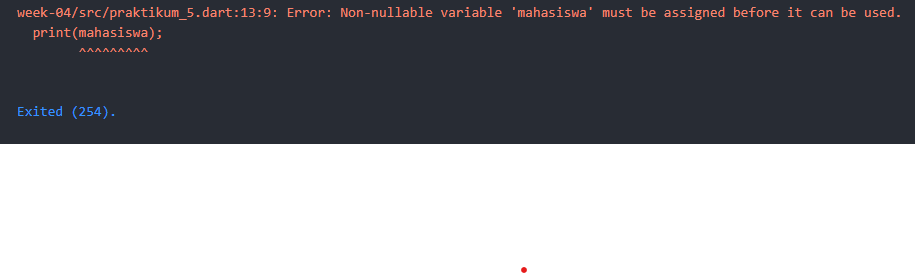 week-04/src/praktikum_5.dart:13:9: Error: Non-nullable variable 'mahasiswa' must be assigned before it can be used.
  print(mahasiswa);
        ^^^^^^^^^
Exited (254).